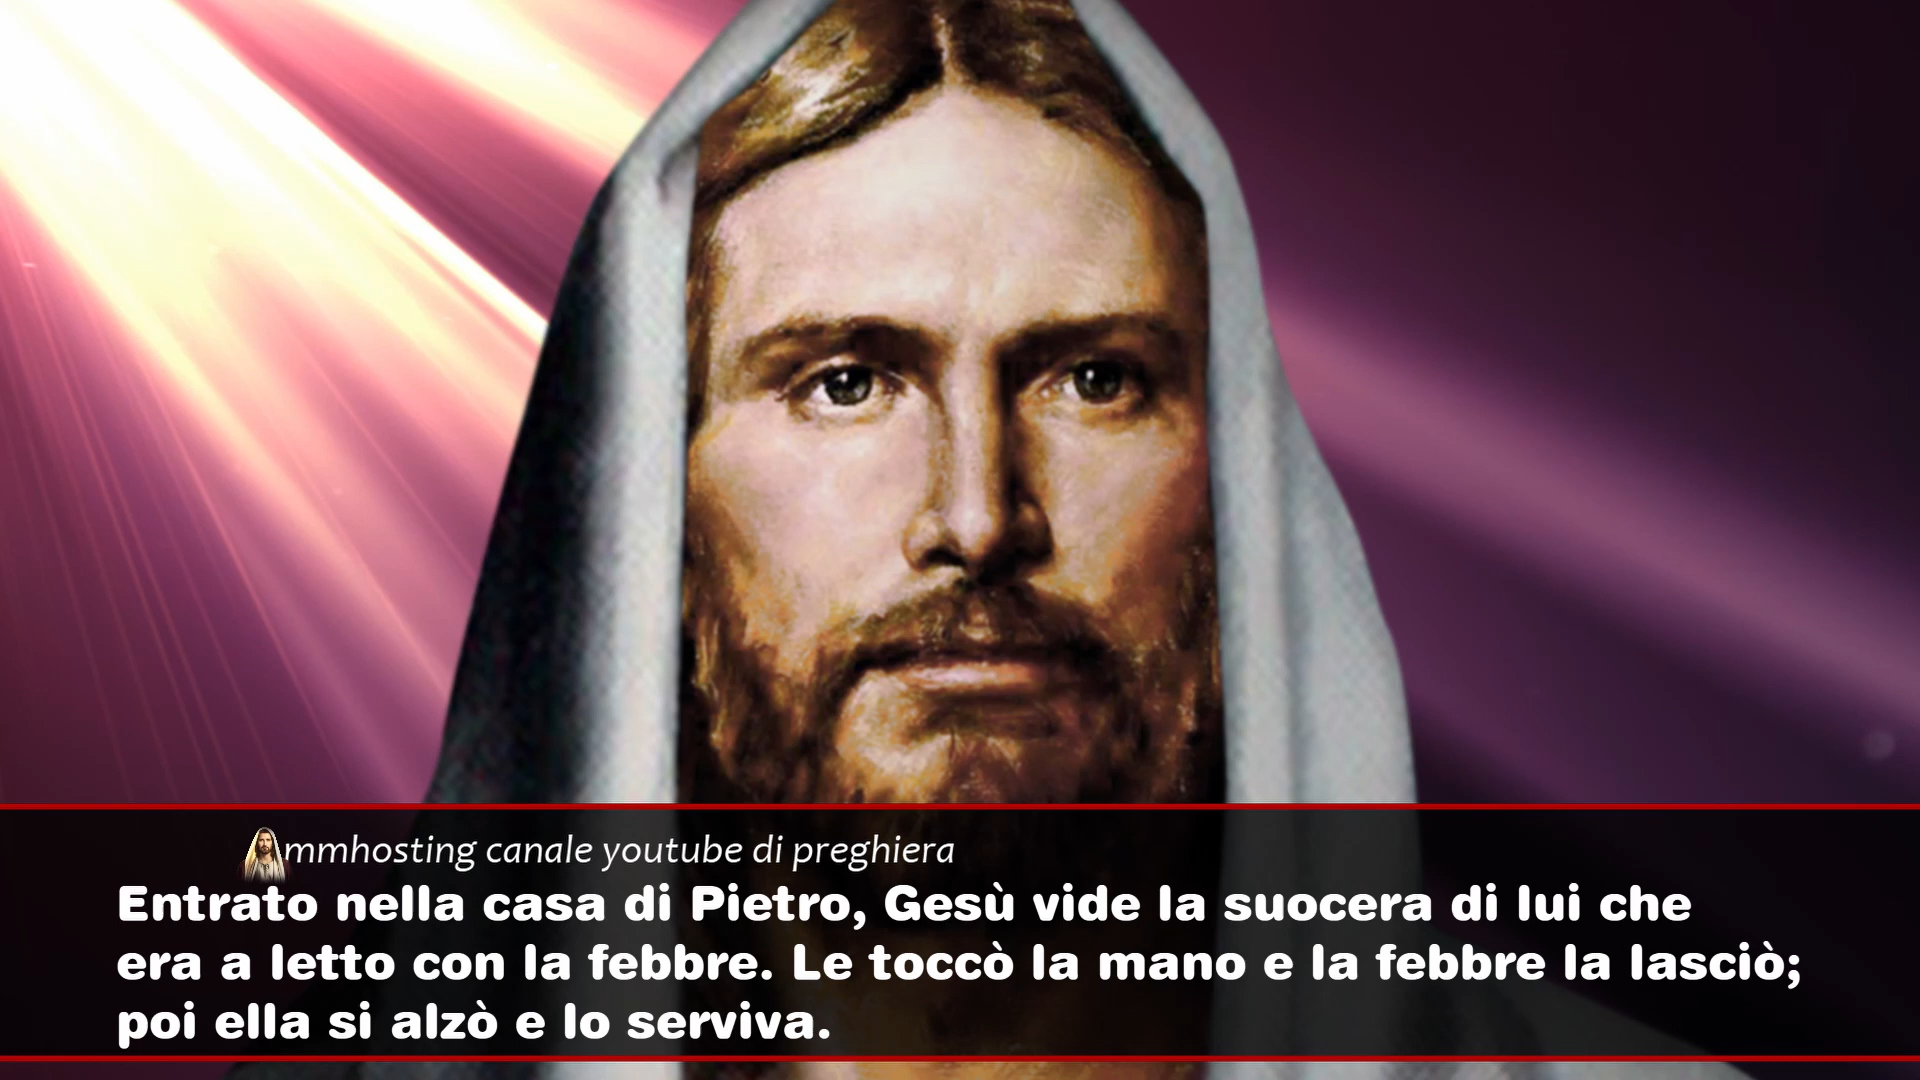 mmhosting canale youtube di preghiera
Entrato nella casa di Pietro, Gesù vide la suocera di lui che
era a letto con la febbre. Le toccò la mano e la febbre la lasciò;
poi ella si alzò e lo serviva.